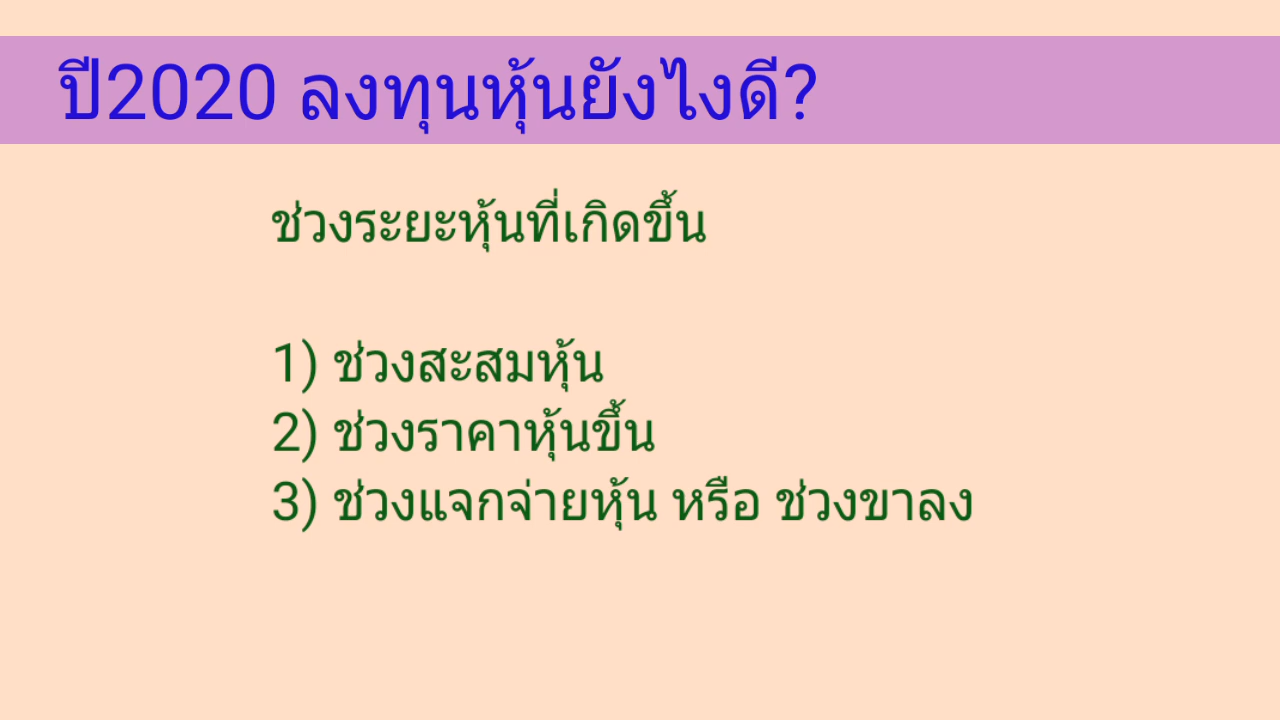 ปี2020 ลงทุนหุ้นยังไงดี?
ช่วงระยะหุ้นที่เกิดขึ้น
1) ช่วงสะสมหุ้น
2) ช่วงราคาหุ้นขึ้น
3) ช่วงแจกจ่ายหุ้น หรือ ช่วงขาลง